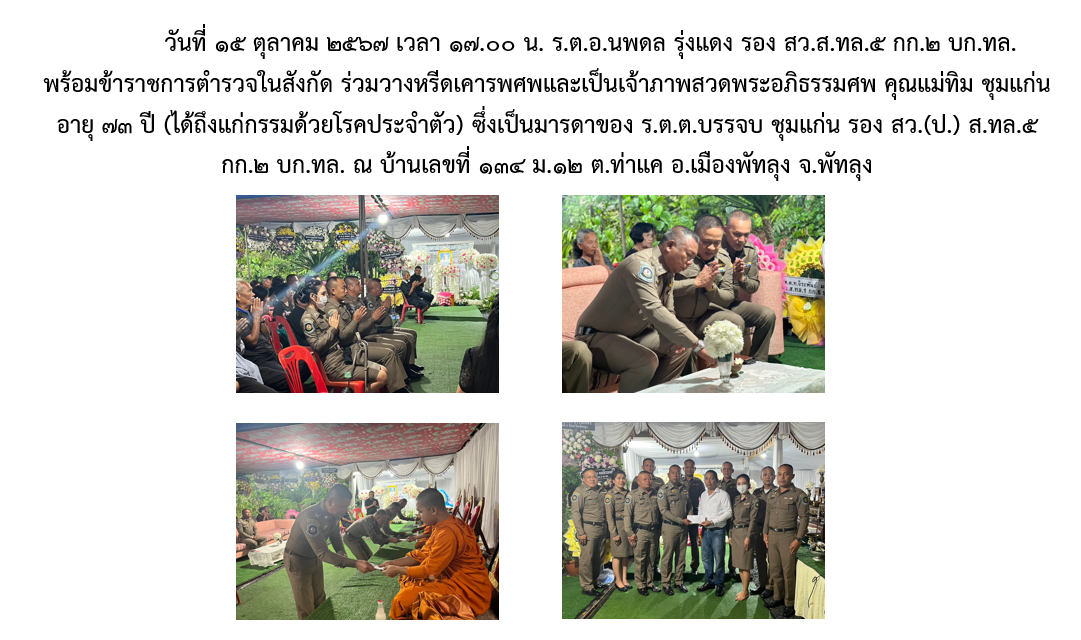 วันที่ ๑๕ ตุลาคม ๒๕๖๗ เวลา ๑๗.๐๐ น. ร.ต.อ.นพดล รุ่งแดง รอง สว.ส.ทล.๕ กก.๒ บก.ทล.
พร้อมข้าราชการตำรวจในสังกัด ร่วมวางหรีดเคารพศพและเป็นเจ้าภาพสวดพระอภิธรรมศพ คุณแม่ทิม ชุมแก่น
อายุ ๗๓ ปี (ได้ถึงแก่กรรมด้วยโรคประจำตัว) ซึ่งเป็นมารดาของ ร.ต.ต.บรรจบ ชุมแก่น รอง สว.(ป.) ส.ทล.๕
กก.๒ บก.ทล. ณ บ้านเลขที่ ๑๓๔ ม.๑๒ ต.ท่าแค อ.เมืองพัทลุง จ.พัทลุง